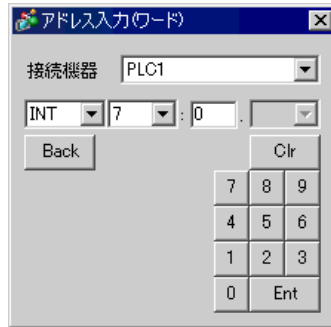 アドレス入力(ワード)
接続機器 PLC1
INT 7 : 0 .
Back Clr
7 8 9
4 5 6
1 2 3
0 Ent